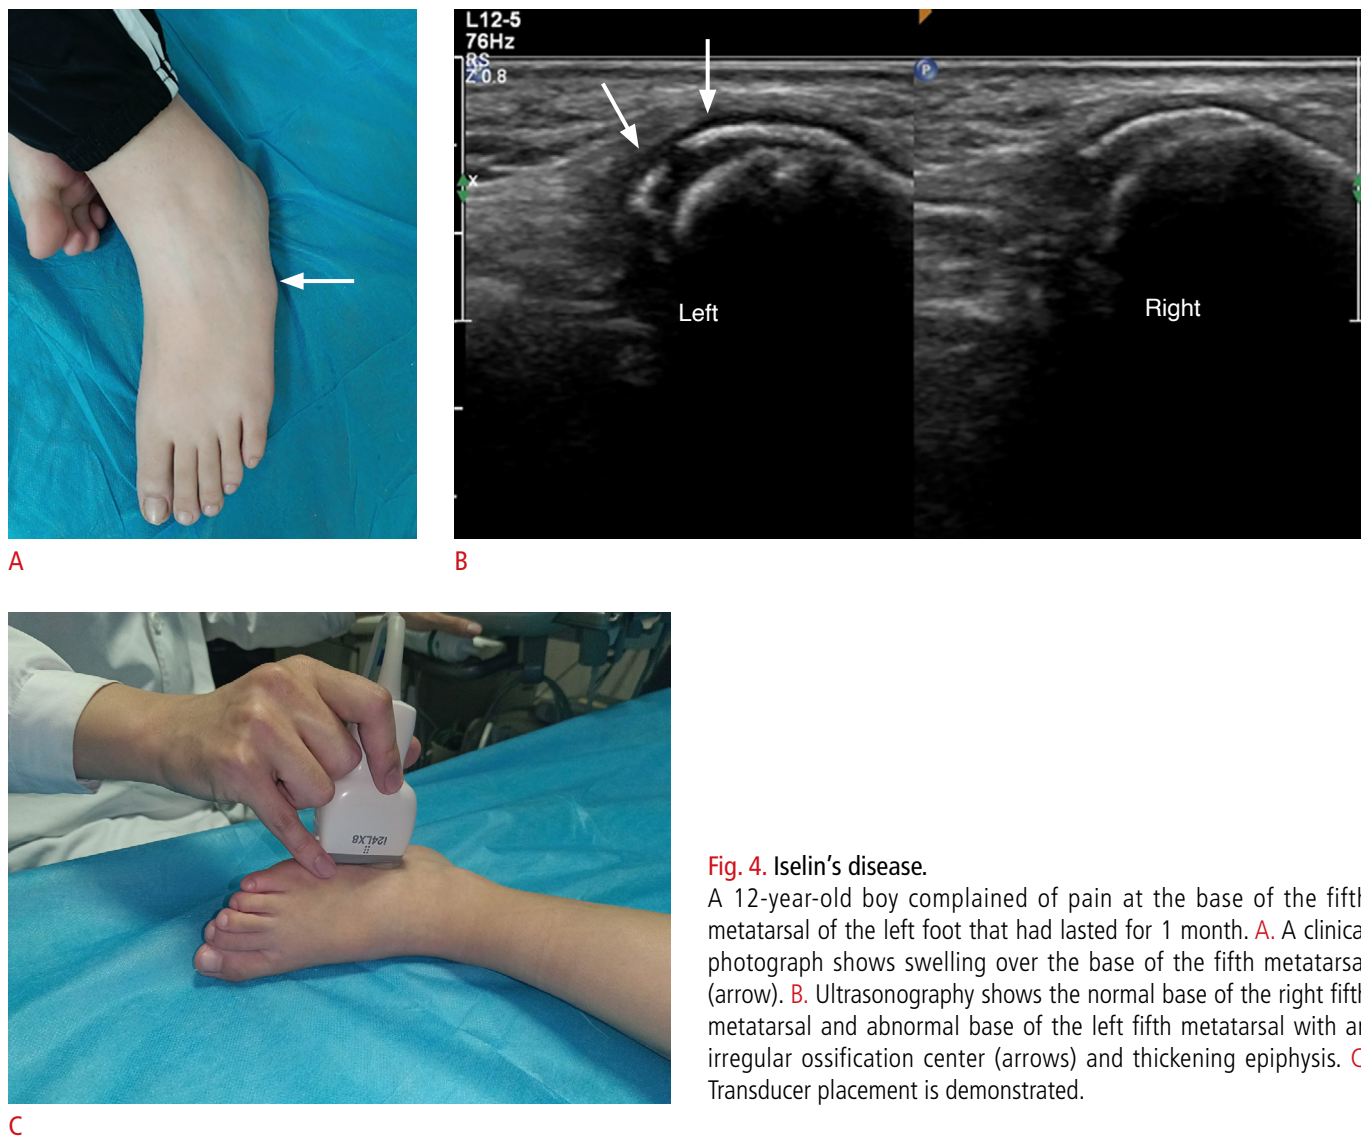 L12-5
76Hz
RS
Z 0.8
P
x
Left
Right
A
B
i24LX8
C
Fig. 4. Iselin's disease.
A 12-year-old boy complained of pain at the base of the fifth
metatarsal of the left foot that had lasted for 1 month. A. A clinica
photograph shows swelling over the base of the fifth metatarsa
(arrow). B. Ultrasonography shows the normal base of the right fifth
metatarsal and abnormal base of the left fifth metatarsal with an
irregular ossification center (arrows) and thickening epiphysis. C
Transducer placement is demonstrated.